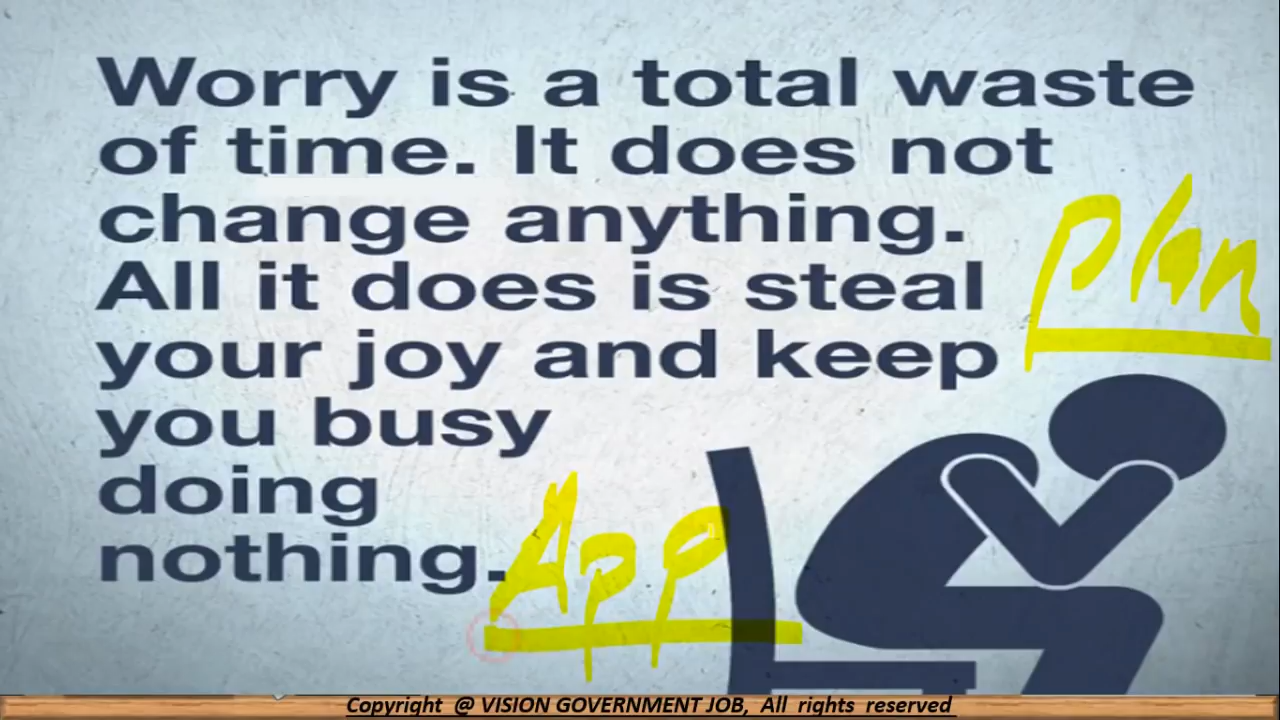 Worry is a total waste
of time. It does not
change anything.
plan
All it does is steal
your joy and keep
you busy
doing
nothing.
App
Copyright @ VISION GOVERNMENT JOB, All rights reserved